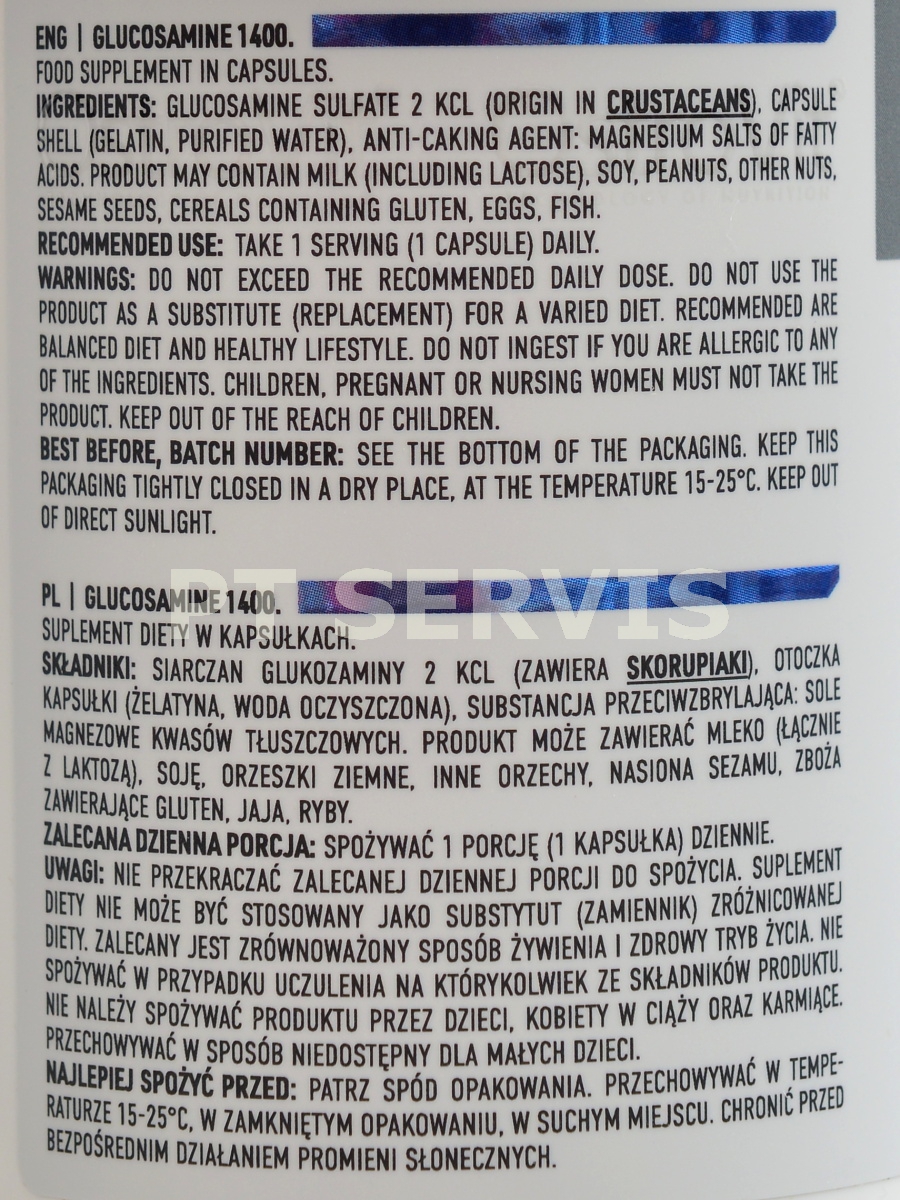 ENG | GLUCOSAMINE 1400.
FOOD SUPPLEMENT IN CAPSULES.
INGREDIENTS: GLUCOSAMINE SULFATE 2 KCL (ORIGIN IN CRUSTACEANS), CAPSULE
SHELL (GELATIN, PURIFIED WATER), ANTI-CAKING AGENT: MAGNESIUM SALTS OF FATTY
ACIDS. PRODUCT MAY CONTAIN MILK (INCLUDING LACTOSE), SOY, PEANUTS, OTHER NUTS,
SESAME SEEDS, CEREALS CONTAINING GLUTEN, EGGS, FISH.
RECOMMENDED USE: TAKE 1 SERVING (1 CAPSULE) DAILY.
WARNINGS: DO NOT EXCEED THE RECOMMENDED DAILY DOSE. DO NOT USE THE
PRODUCT AS A SUBSTITUTE (REPLACEMENT) FOR A VARIED DIET. RECOMMENDED ARE
BALANCED DIET AND HEALTHY LIFESTYLE. DO NOT INGEST IF YOU ARE ALLERGIC TO ANY
OF THE INGREDIENTS. CHILDREN, PREGNANT OR NURSING WOMEN MUST NOT TAKE THE
PRODUCT. KEEP OUT OF THE REACH OF CHILDREN.
BEST BEFORE, BATCH NUMBER: SEE THE BOTTOM OF THE PACKAGING. KEEP THIS
PACKAGING TIGHTLY CLOSED IN A DRY PLACE, AT THE TEMPERATURE 15-25°C. KEEP OUT
OF DIRECT SUNLIGHT.
PL | GLUCOSAMINE 1400.
PT SERVIS
SUPLEMENT DIETY W KAPSUŁKACH.
SKŁADNIKI: SIARCZAN GLUKOZAMINY 2 KCL (ZAWIERA SKORUPIAKI), OTOCZKA
KAPSUŁKI (ŻELATYNA, WODA OCZYSZCZONA), SUBSTANCJA PRZECIWZBRYLAJĄCA: SOLE
MAGNEZOWE KWASÓW TŁUSZCZOWYCH. PRODUKT MOŻE ZAWIERAĆ MLEKO (ŁĄCZNIE
Z LAKTOZĄ), SOJĘ, ORZESZKI ZIEMNE, INNE ORZECHY, NASIONA SEZAMU, ZBOŻA
ZAWIERAJĄCE GLUTEN, JAJA, RYBY.
ZALECANA DZIENNA PORCJA: SPOŻYWAĆ 1 PORCJĘ (1 KAPSUŁKA) DZIENNIE.
UWAGI: NIE PRZEKRACZAĆ ZALECANEJ DZIENNEJ PORCJI DO SPOŻYCIA. SUPLEMENT
DIETY NIE MOŻE BYĆ STOSOWANY JAKO SUBSTYTUT (ZAMIENNIK) ZRÓŻNICOWANEJ
DIETY. ZALECANY JEST ZRÓWNOWAŻONY SPOSÓB ŻYWIENIA I ZDROWY TRYB ŻYCIA. NIE
SPOŻYWAĆ W PRZYPADKU UCZULENIA NA KTÓRYKOLWIEK ZE SKŁADNIKÓW PRODUKTU.
NIE NALEŻY SPOŻYWAĆ PRODUKTU PRZEZ DZIECI, KOBIETY W CIĄŻY ORAZ KARMIĄCE.
PRZECHOWYWAĆ W SPOSÓB NIEDOSTĘPNY DLA MAŁYCH DZIECI.
NAJLEPIEJ SPOŻYĆ PRZED: PATRZ SPÓD OPAKOWANIA. PRZECHOWYWAĆ W TEMPE-
RATURZE 15-25°C, W ZAMKNIĘTYM OPAKOWANIU, W SUCHYM MIEJSCU. CHRONIĆ PRZED
BEZPOŚREDNIM DZIAŁANIEM PROMIENI SŁONECZNYCH.